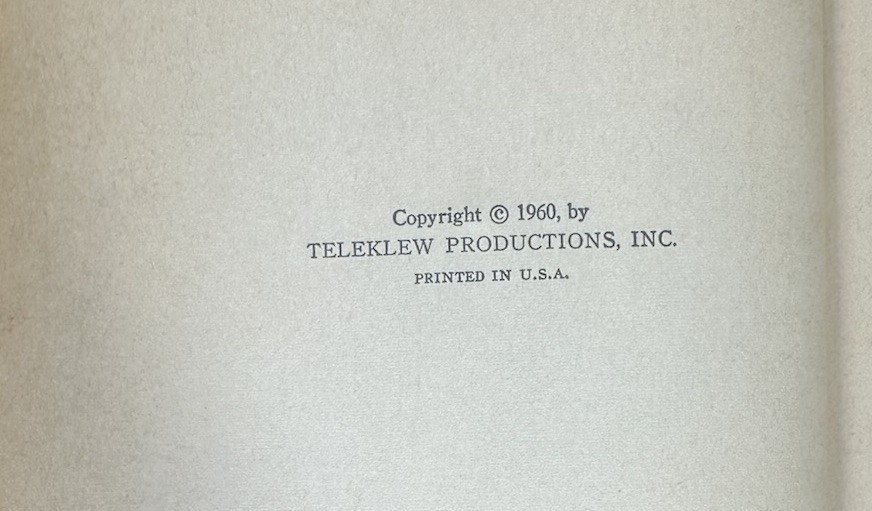 Copyright © 1960, by
TELEKLEW PRODUCTIONS, INC.
PRINTED IN U.S.A.